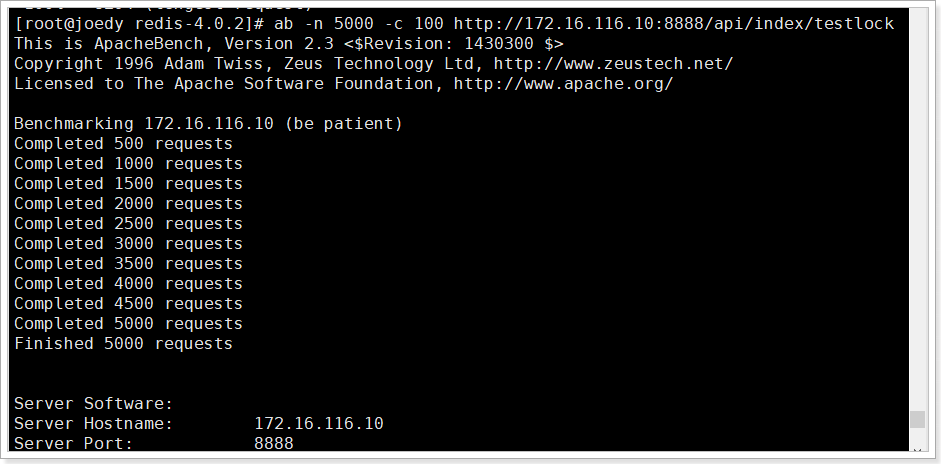 [root@joedy redis-4.0.2]# ab -n 5000 -c 100 http://172.16.116.10:8888/api/index/testlock
This is ApacheBench, Version 2.3 <$Revision: 1430300 $>
Copyright 1996 Adam Twiss, Zeus Technology Ltd, http://www.zeustech.net/
Licensed to The Apache Software Foundation, http://www.apache.org/
Benchmarking 172.16.116.10 (be patient)
Completed 500 requests
Completed 1000 requests
Completed 1500 requests
Completed 2000 requests
Completed 2500 requests
Completed 3000 requests
Completed 3500 requests
Completed 4000 requests
Completed 4500 requests
Completed 5000 requests
Finished 5000 requests
Server Software:
Server Hostname: 172.16.116.10
Server Port: 8888